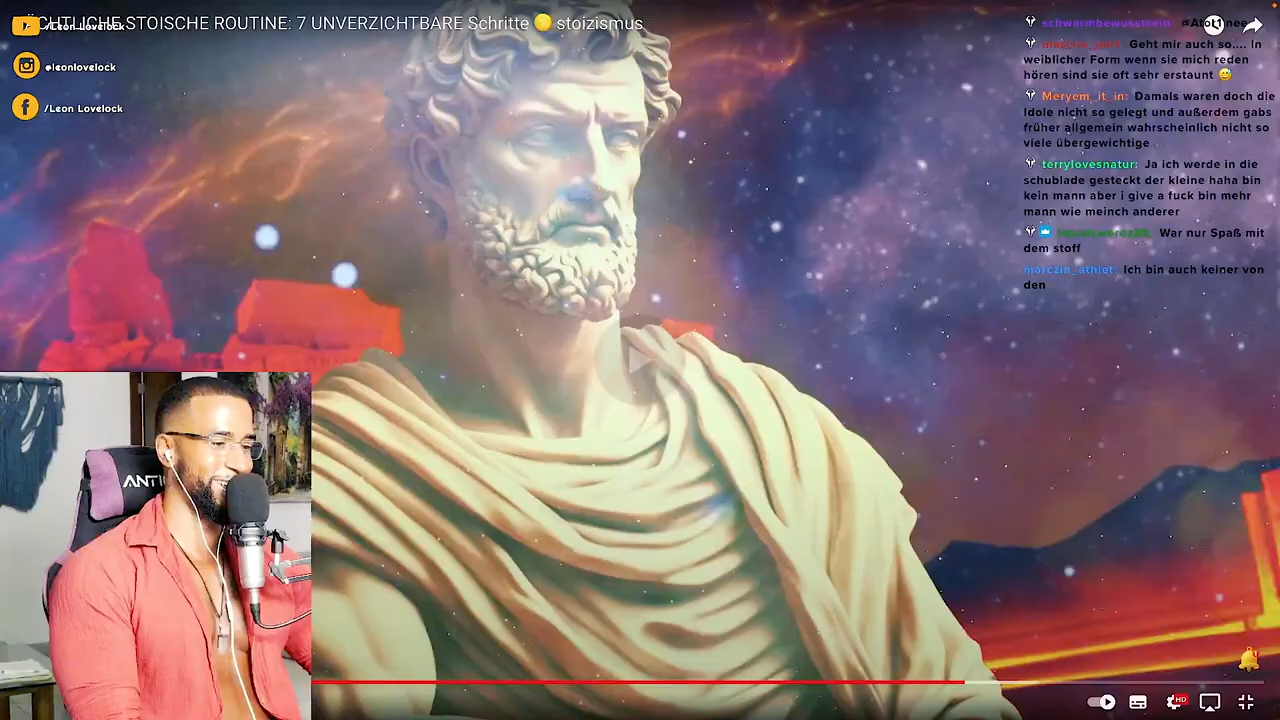 CHTLICHE STOISCHE ROUTINE: 7 UNVERZICHTBARE Schritte 🟡 stoizismus
/Leon Lovelock
@leonlovelock
/Leon Lovelock
ANTI
schwarmbewusstsein:
Geht mir auch so.... In
weiblicher Form wenn sie mich reden
hören sind sie oft sehr erstaunt 😅
Meryem_it_in: Damals waren doch die
Idole nicht so gelegt und außerdem gabs
früher allgemein wahrscheinlich nicht so
viele übergewichtige
terrylovesnatur: Ja ich werde in die
schublade gesteckt der kleine haha bin
kein mann aber i give a fuck bin mehr
mann wie meinch anderer
War nur Spaß mit
dem stoff
marczin_athlet: Ich bin auch keiner von
den
HD